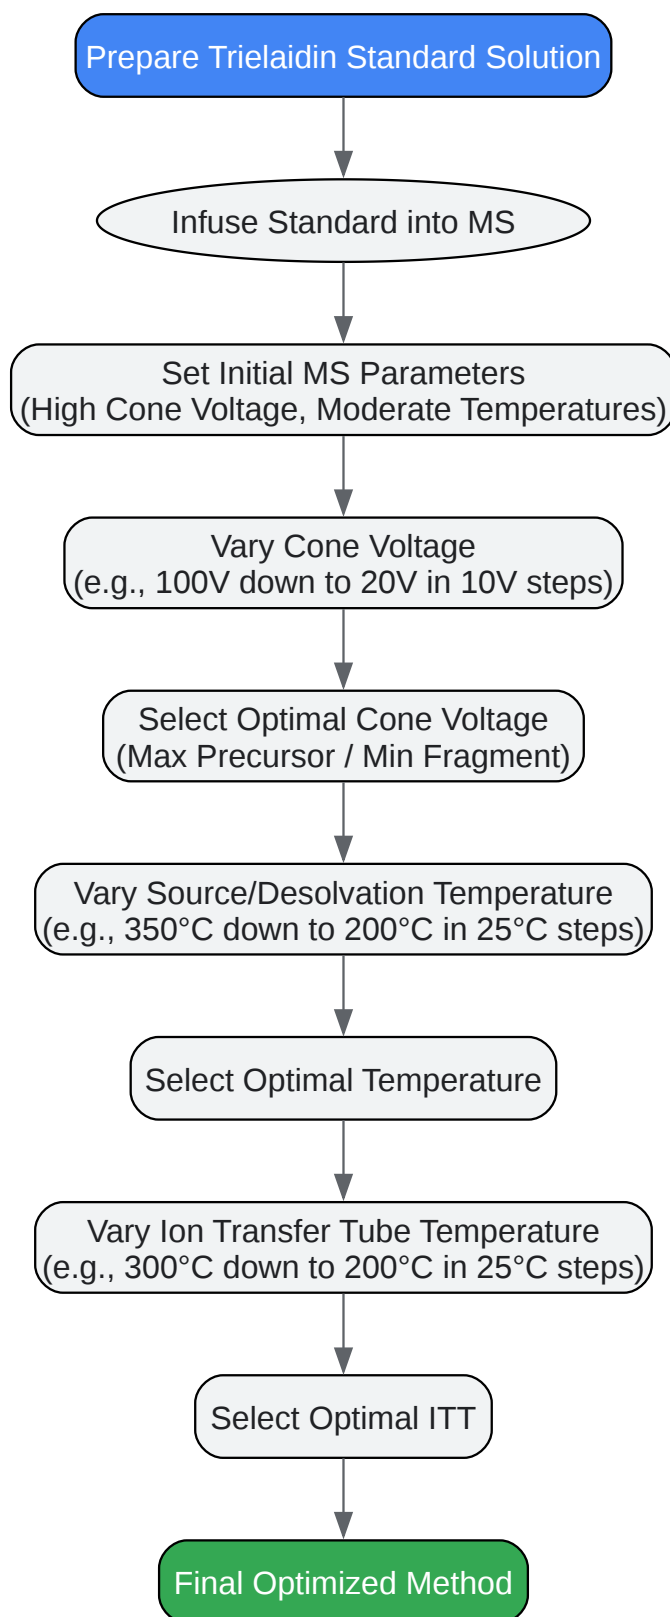 Prepare Trielaidin Standard Solution
Infuse Standard into MS
Set Initial MS Parameters
(High Cone Voltage, Moderate Temperatures)
Vary Cone Voltage
(e.g., 100V down to 20V in 10V steps)
Select Optimal Cone Voltage
(Max Precursor / Min Fragment)
Vary Source/Desolvation Temperature
(e.g., 350°C down to 200°C in 25°C steps)
Select Optimal Temperature
Vary Ion Transfer Tube Temperature
(e.g., 300°C down to 200°C in 25°C steps)
Select Optimal ITT
Final Optimized Method